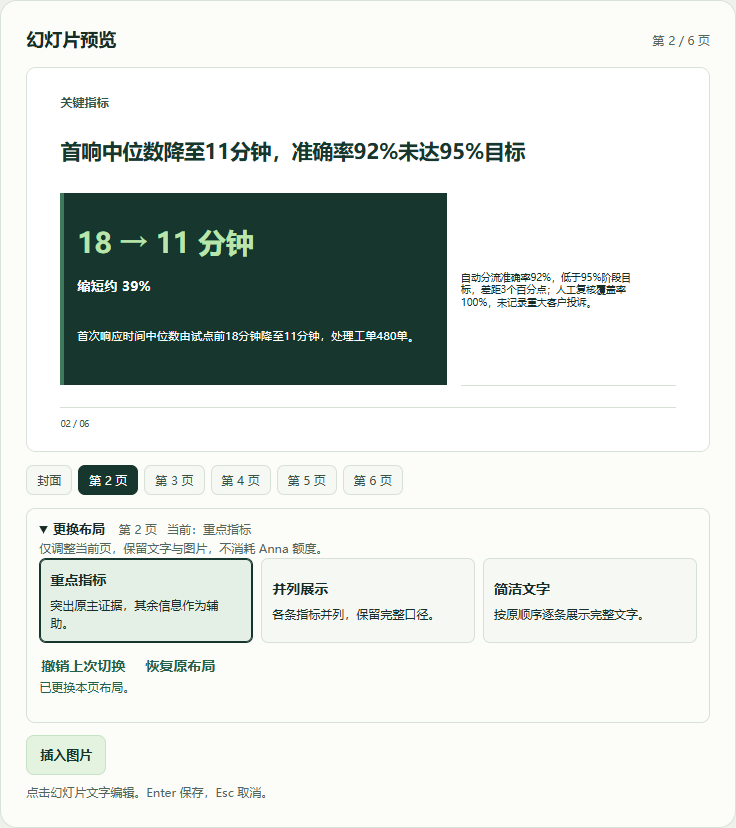 幻灯片预览
第 2 / 6 页
关键指标
首响中位数降至11分钟，准确率92%未达95%目标
18 → 11 分钟
缩短约 39%
首次响应时间中位数由试点前18分钟降至11分钟，处理工单480单。
自动分流准确率92%，低于95%阶段目
标，差距3个百分点；人工复核覆盖率
100%，未记录重大客户投诉。
02 / 06
封面
第 2 页
第 3 页
第 4 页
第 5 页
第 6 页
▼ 更换布局 第 2 页 当前：重点指标
仅调整当前页，保留文字与图片，不消耗 Anna 额度。
重点指标
突出原主证据，其余信息作为辅
助。
并列展示
各条指标并列，保留完整口径。
简洁文字
按原顺序逐条展示完整文字。
撤销上次切换 恢复原布局
已更换本页布局。
插入图片
点击幻灯片文字编辑。Enter 保存，Esc 取消。